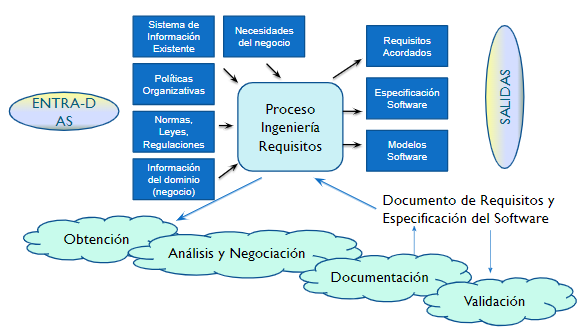 Sistema de
Información
Existente
Necesidades
del negocio
Requisitos
Acordados
Políticas
Organizativas
ENTRA-D
AS
Proceso
Ingeniería
Requisitos
Especificación
Software
SALIDAS
Normas,
Leyes,
Regulaciones
Modelos
Software
Información
del dominio
(negocio)
Documento de Requisitos y
Especificación del Software
Obtención
Análisis y Negociación
Documentación
Validación